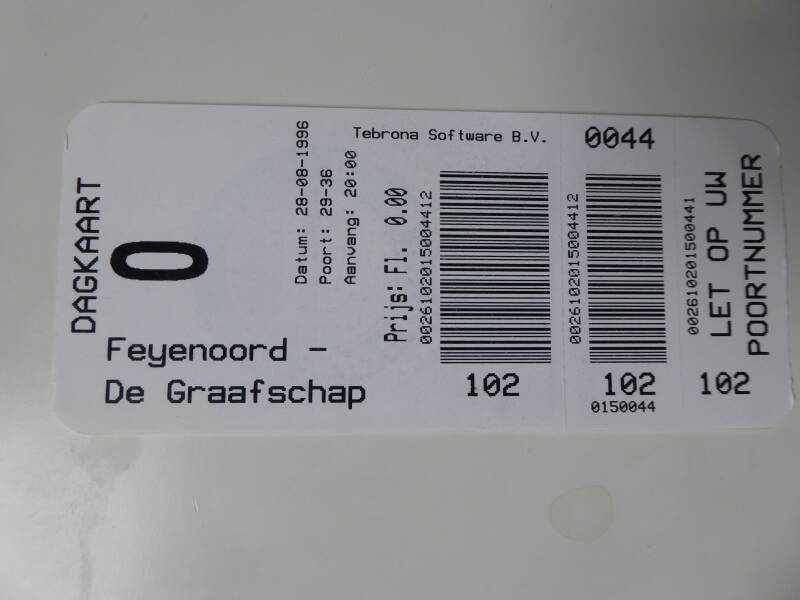 DAGKAART
0
Feyenoord -
De Graafschap
Datum: 28-08-1996
Poort: 29-36
Aanvang: 20:00
Tebrona Software B.V.
Prijs: Fl. 0.00
0026102015004412
102
0044
0026102015004412
102
0150044
002610201500441
102
LET OP UW
POORTNUMMER